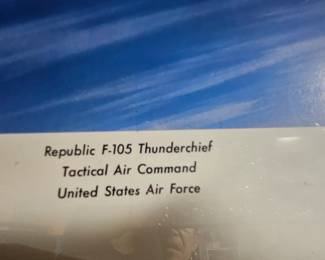 Republic F-105 Thunderchief
Tactical Air Command
United States Air Force